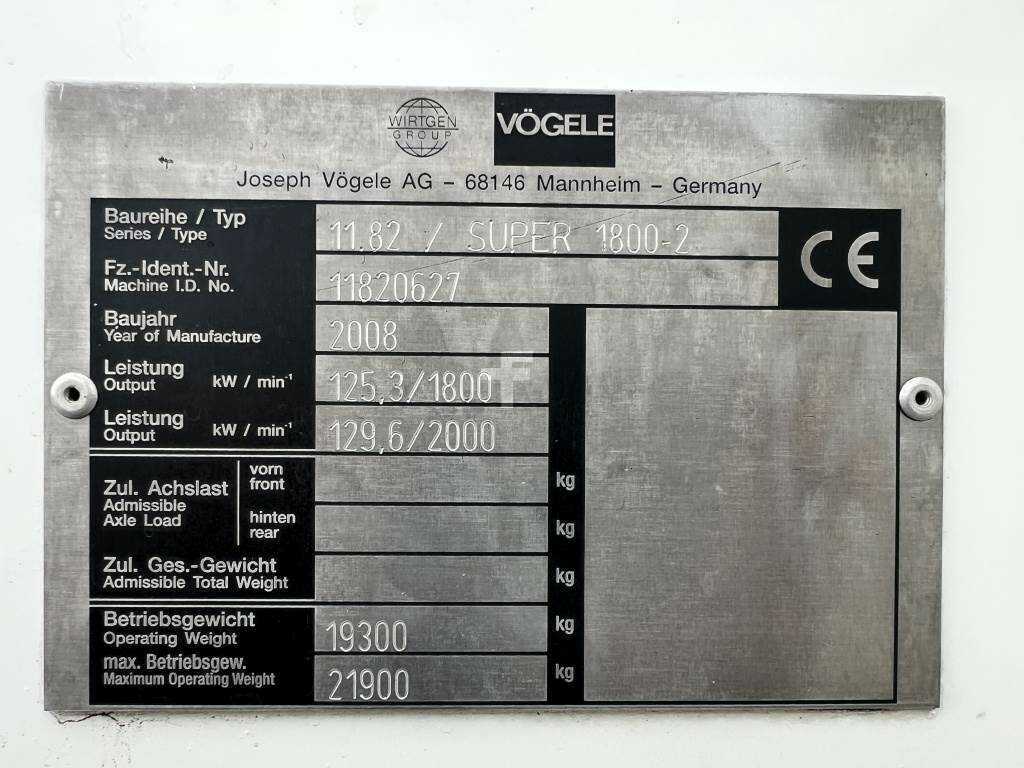 WIRTGEN
GROUP
VÖGELE
Joseph Vögele AG – 68146 Mannheim – Germany
Baureihe / Typ
Series / Type
11.82 / SUPER 1800-2
CE
Fz.-Ident.-Nr.
Machine I.D. No.
11820627
Baujahr
Year of Manufacture
2008
Leistung
Output kW / min⁻¹
125,3/1800
Leistung
Output kW / min⁻¹
129,6/2000
Zul. Achslast
Admissible
Axle Load
vorn
front
kg
hinten
rear
kg
Zul. Ges.-Gewicht
Admissible Total Weight
kg
Betriebsgewicht
Operating Weight
19300
kg
max. Betriebsgew.
Maximum Operating Weight
21900
kg